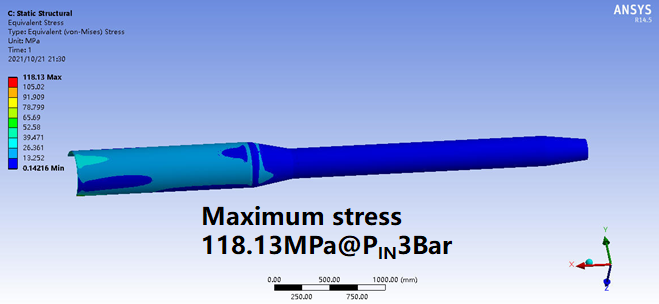 C: Static Structural
Equivalent Stress
Type: Equivalent (von-Mises) Stress
Unit: MPa
Time: 1
2021/10/21 21:30
ANSYS
R14.5
118.13 Max
105.02
91.909
78.799
65.69
52.58
39.471
26.361
13.252
0.14216 Min
Maximum stress
118.13MPa@PIN3Bar
0.00 500.00 1000.00 (mm)
250.00 750.00
Y
X
Z